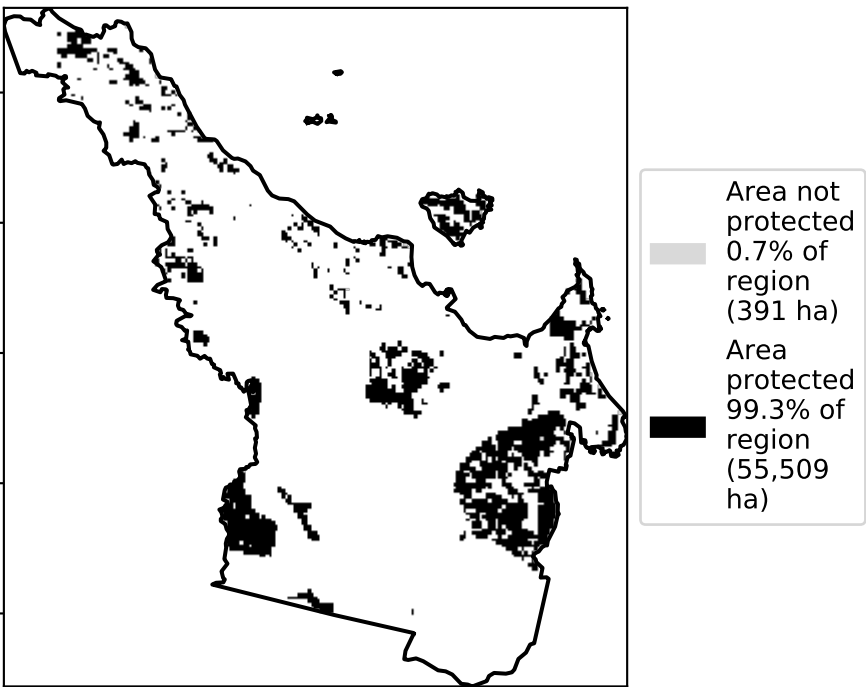 Area not
protected
0.7% of
region
(391 ha)
Area
protected
99.3% of
region
(55,509
ha)